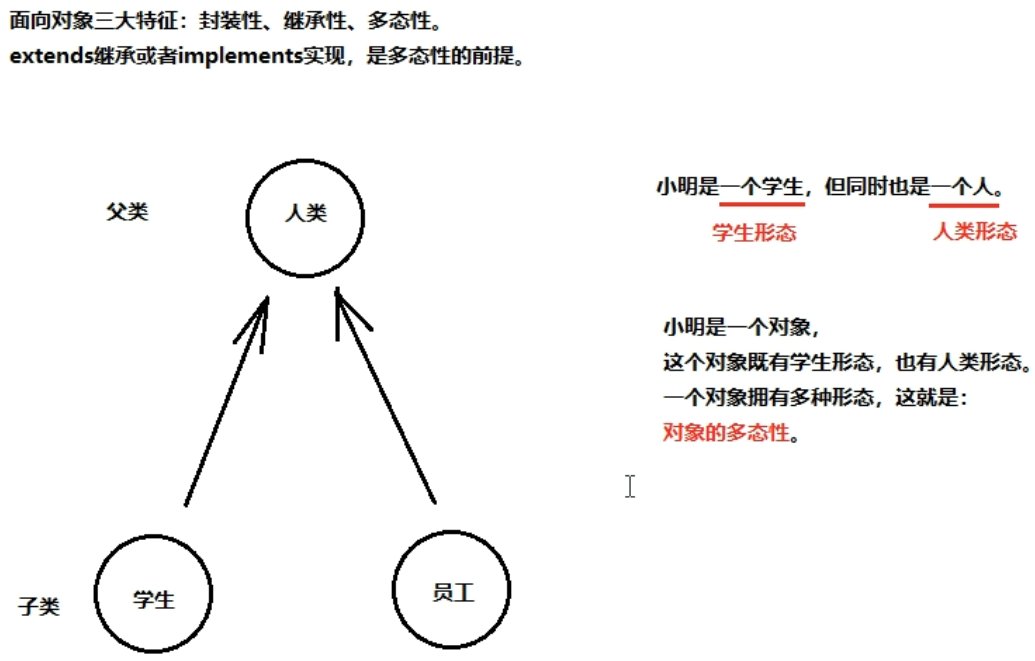 面向对象三大特征：封装性、继承性、多态性。
extends继承或者implements实现，是多态性的前提。
父类
人类
小明是一个学生，但同时也是一个人。
学生形态
人类形态
小明是一个对象，
这个对象既有学生形态，也有人类形态。
一个对象拥有多种形态，这就是：
对象的多态性。
子类
学生
员工